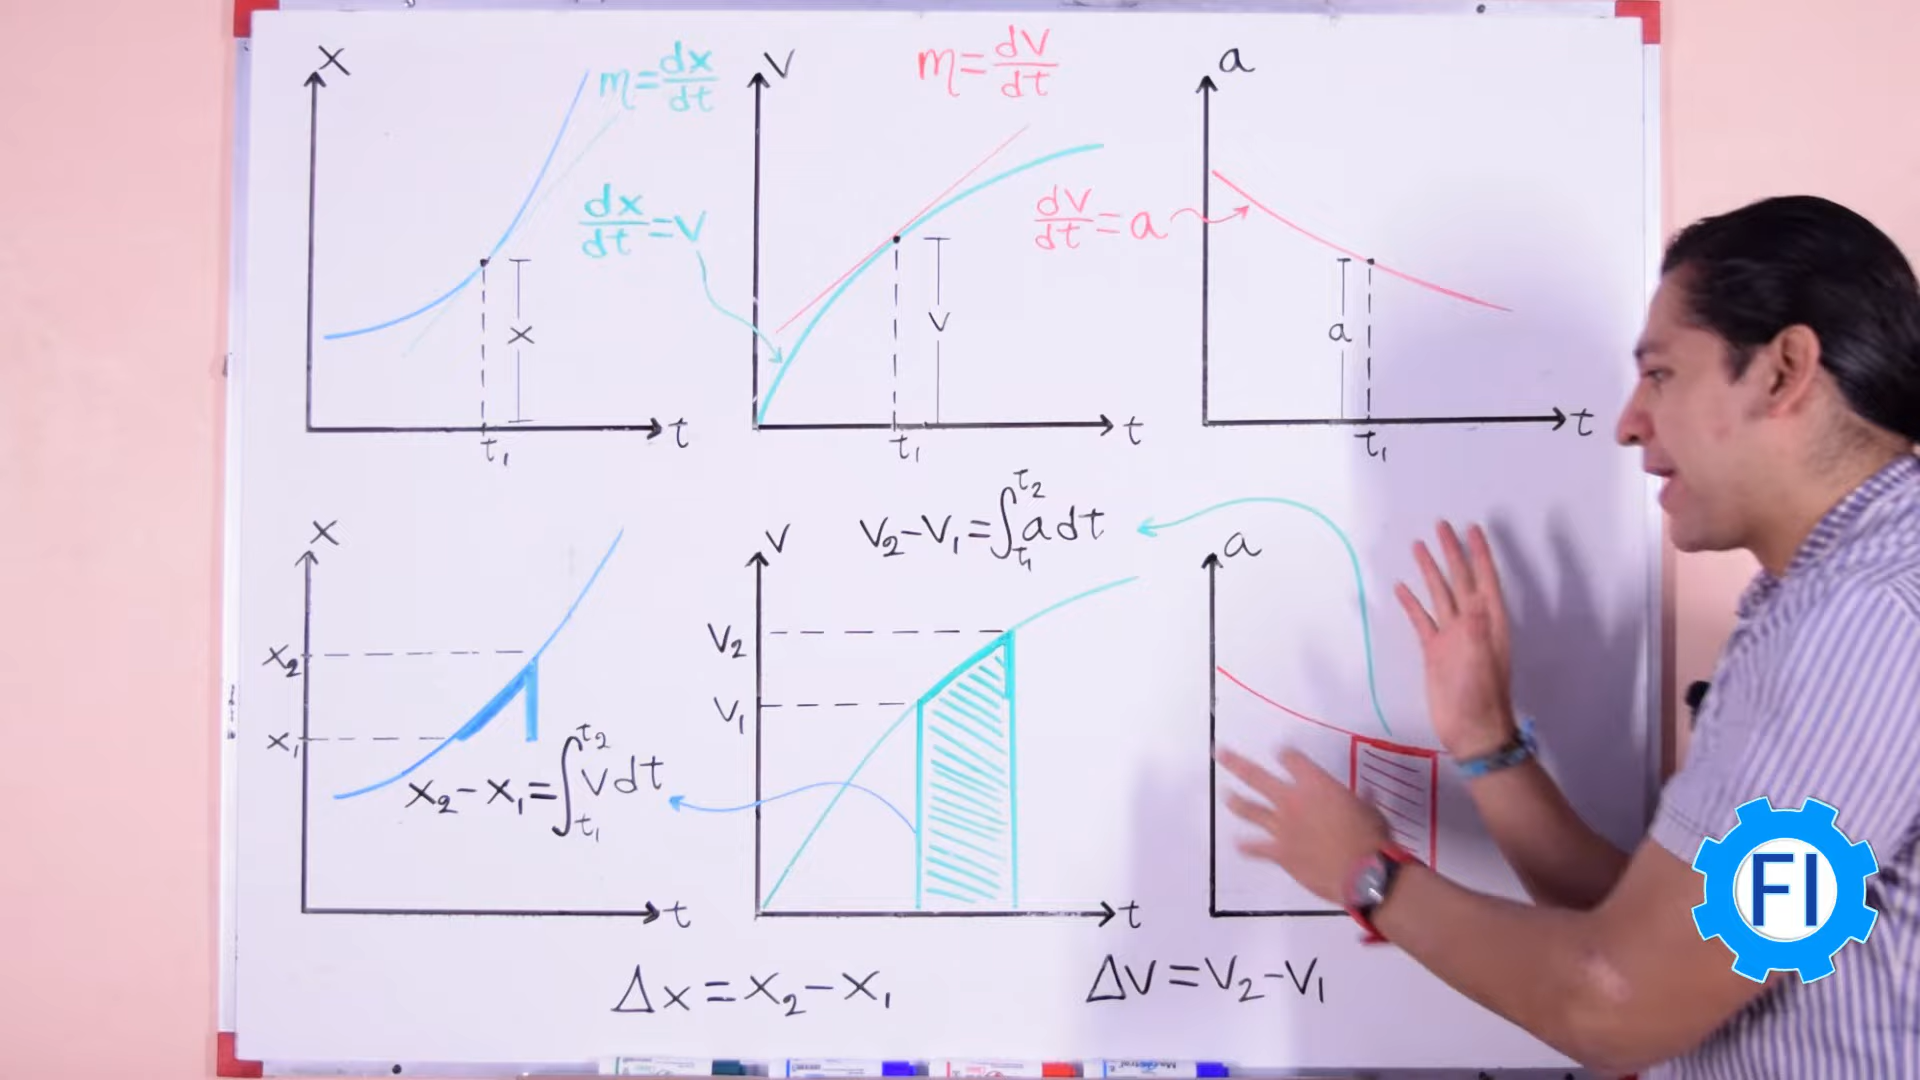 x
m=dx/dt
dx/dt=v
x
t
t₁
v
m=dv/dt
v
t
t₁
a
dv/dt=a
a
t
t₁
x
x₂
x₁
x₂-x₁=∫t₁t₂ v dt
t
v
v₂-v₁=∫t₁t₂ a dt
v₂
v₁
t
a
Δx=x₂-x₁
Δv=v₂-v₁
FI